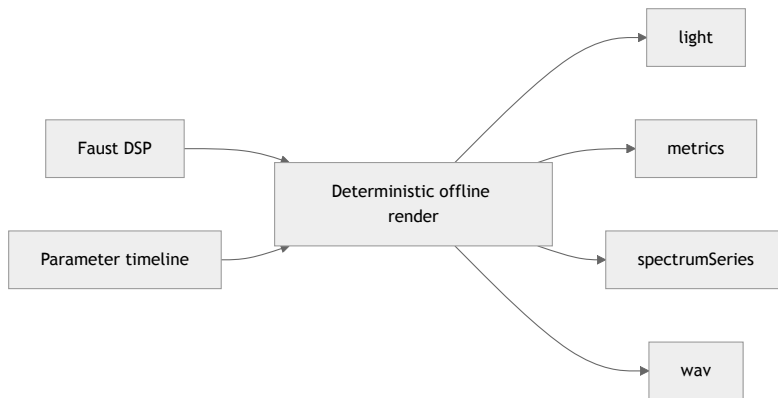 light
Faust DSP
metrics
Deterministic offline
render
Parameter timeline
spectrumSeries
wav